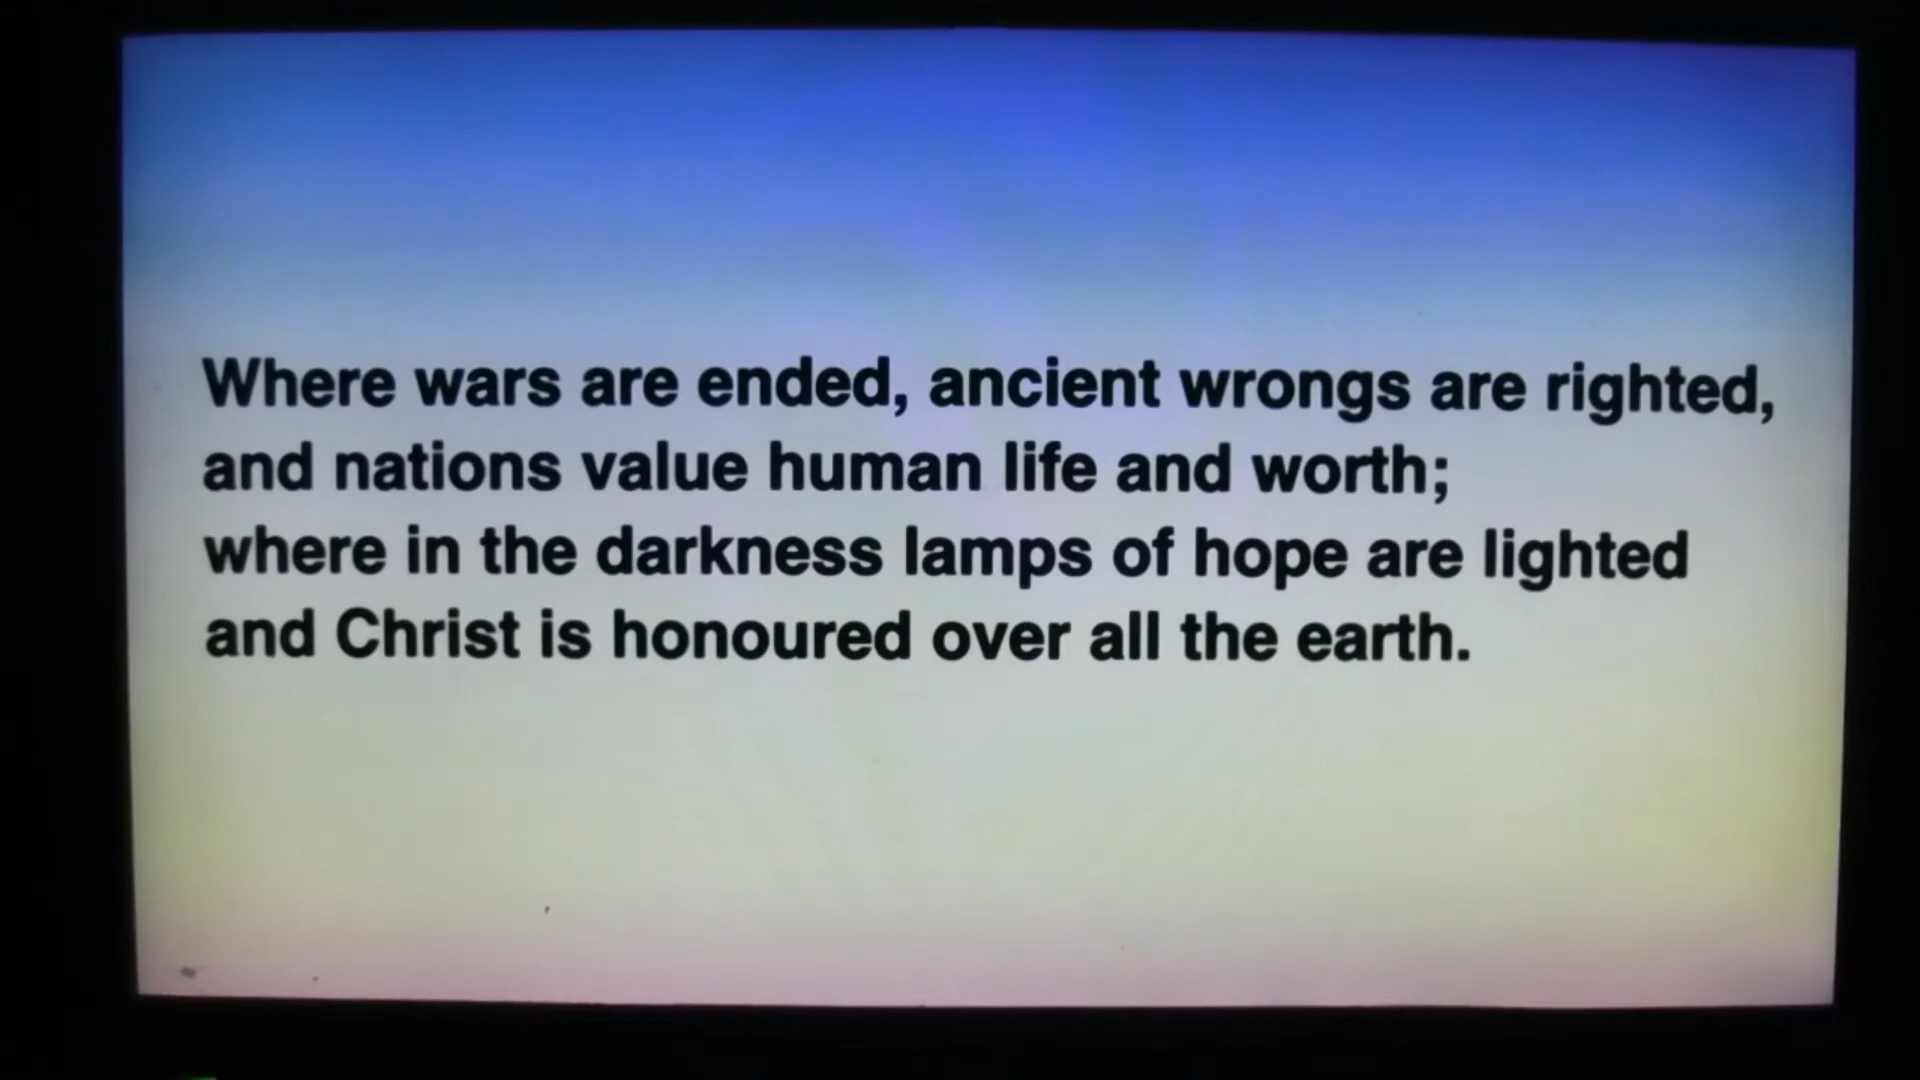 Where wars are ended, ancient wrongs are righted,
and nations value human life and worth;
where in the darkness lamps of hope are lighted
and Christ is honoured over all the earth.